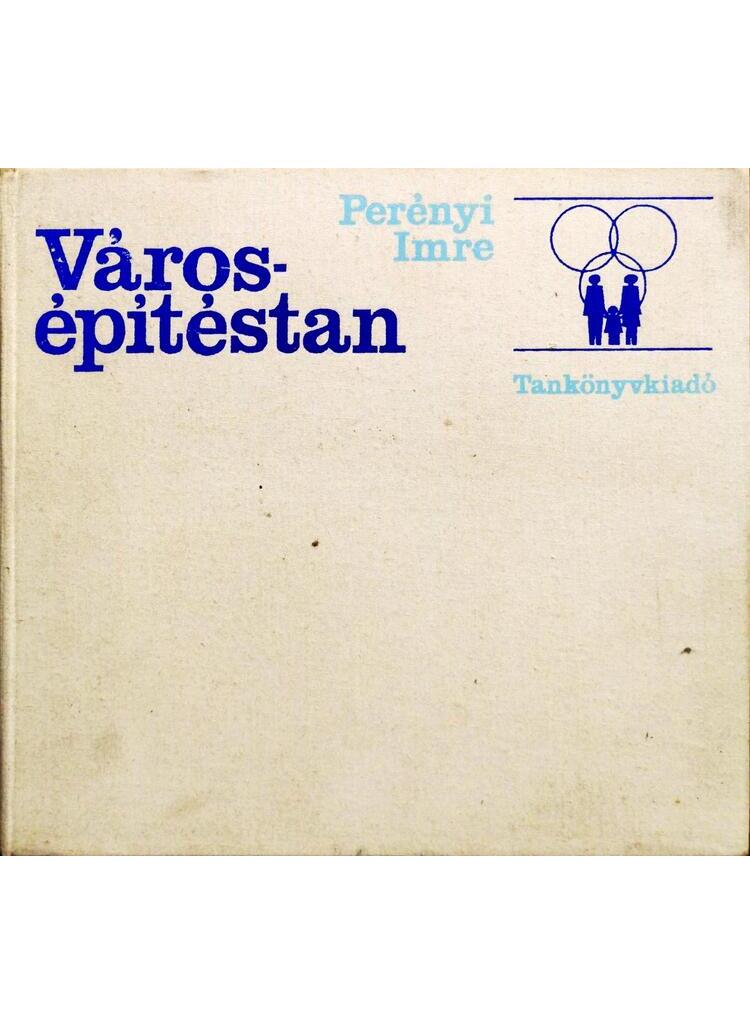 Város-
építéstan
Perényi
Imre
Tankönyvkiadó